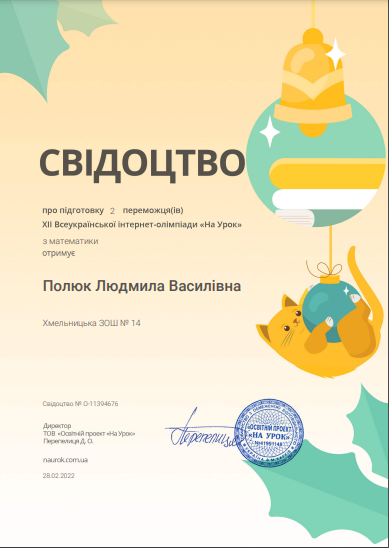 СВІДОЦТВО
про підготовку 2 переможця(ів)
XII Всеукраїнської інтернет-олімпіади «На Урок»
з математики
отримує
Полюк Людмила Василівна
Хмельницька ЗОШ № 14
Свідоцтво № О-11394676
Директор
ТОВ «Освітній проект «На Урок»
Перепелиця Д. О.
naurok.com.ua
28.02.2022
«ОСВІТНІЙ ПРОЕКТ
«НА УРОК»